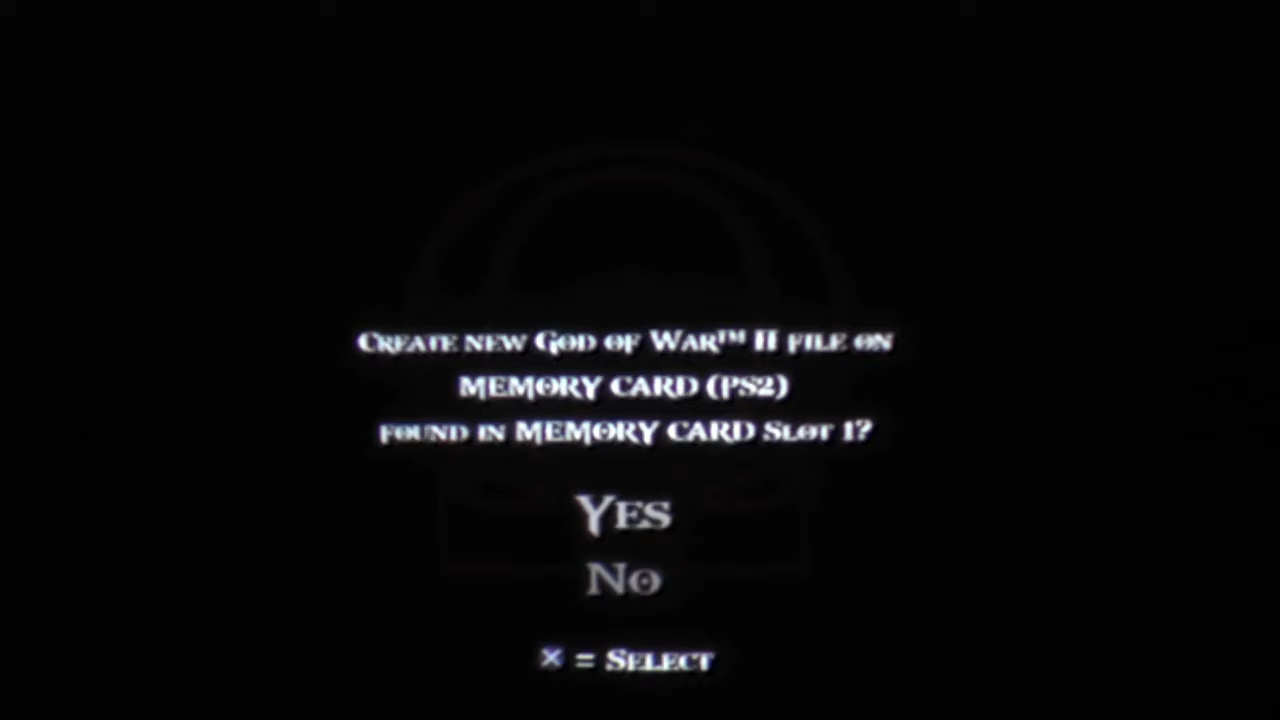 Create new God of War™ II file on
MEMORY CARD (PS2)
found in MEMORY CARD Slot 1?
Yes
No
✕ = Select